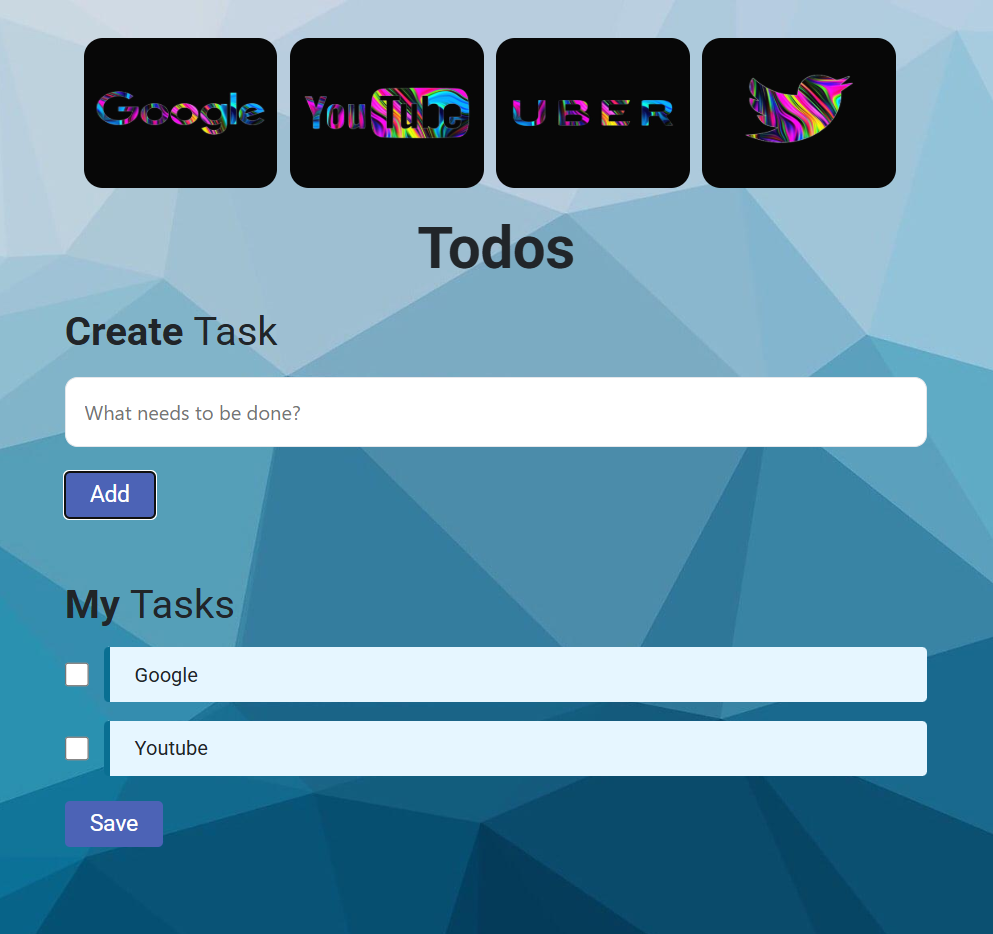 Google YouTube UBER
Todos
Create Task
What needs to be done?
Add
My Tasks
Google
Youtube
Save